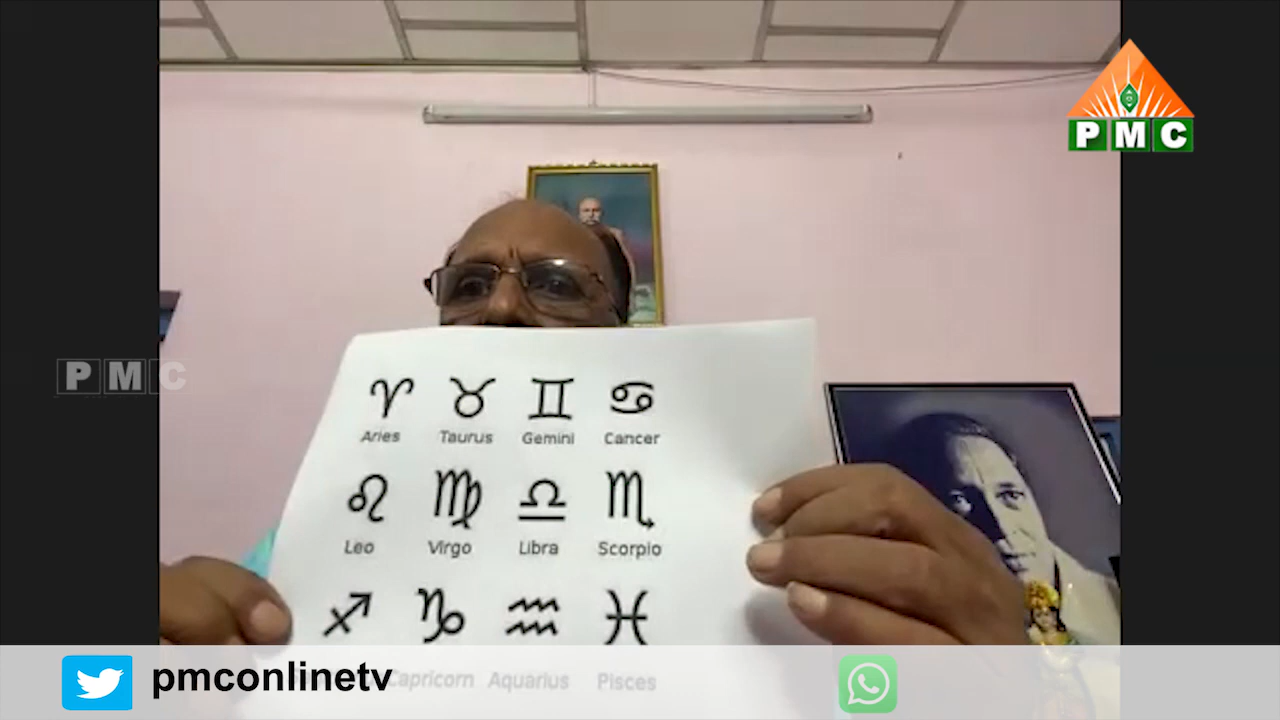 PMC
PMC
Aries Taurus Gemini Cancer
Leo Virgo Libra Scorpio
Capricorn Aquarius Pisces
pmconlinetv